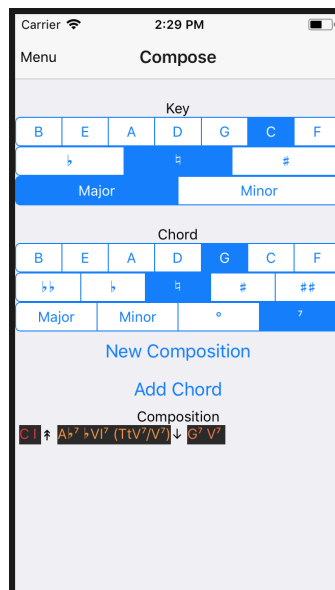 Carrier 2:29 PM
Menu Compose
Key
B E A D G C F
♭ ♮ ♯
Major Minor
Chord
B E A D G C F
♭♭ ♭ ♮ ♯ ♯♯
Major Minor ° ⁷
New Composition
Add Chord
Composition
C I ↟ A♭⁷ ♭VI⁷ (TtV⁷/V⁷) ↓ G⁷ V⁷